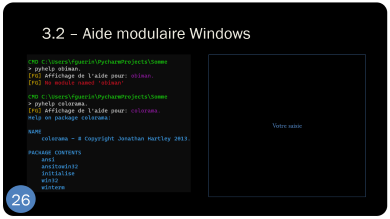 3.2 – Aide modulaire Windows
CMD C:\Users\fguerin\PycharmProjects\Somme
> pyhelp obiman.
[FG] Affichage de l'aide pour: obiman.
[FG] No module named 'obiman'
CMD C:\Users\fguerin\PycharmProjects\Somme
> pyhelp colorama.
[FG] Affichage de l'aide pour: colorama.
Help on package colorama:
NAME
colorama - # Copyright Jonathan Hartley 2013.
PACKAGE CONTENTS
ansi
ansitowin32
initialise
win32
winterm
Votre saisie
26